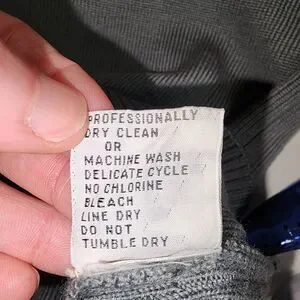 PROFESSIONALLY
DRY CLEAN
OR
MACHINE WASH
DELICATE CYCLE
NO CHLORINE
BLEACH
LINE DRY
DO NOT
TUMBLE DRY